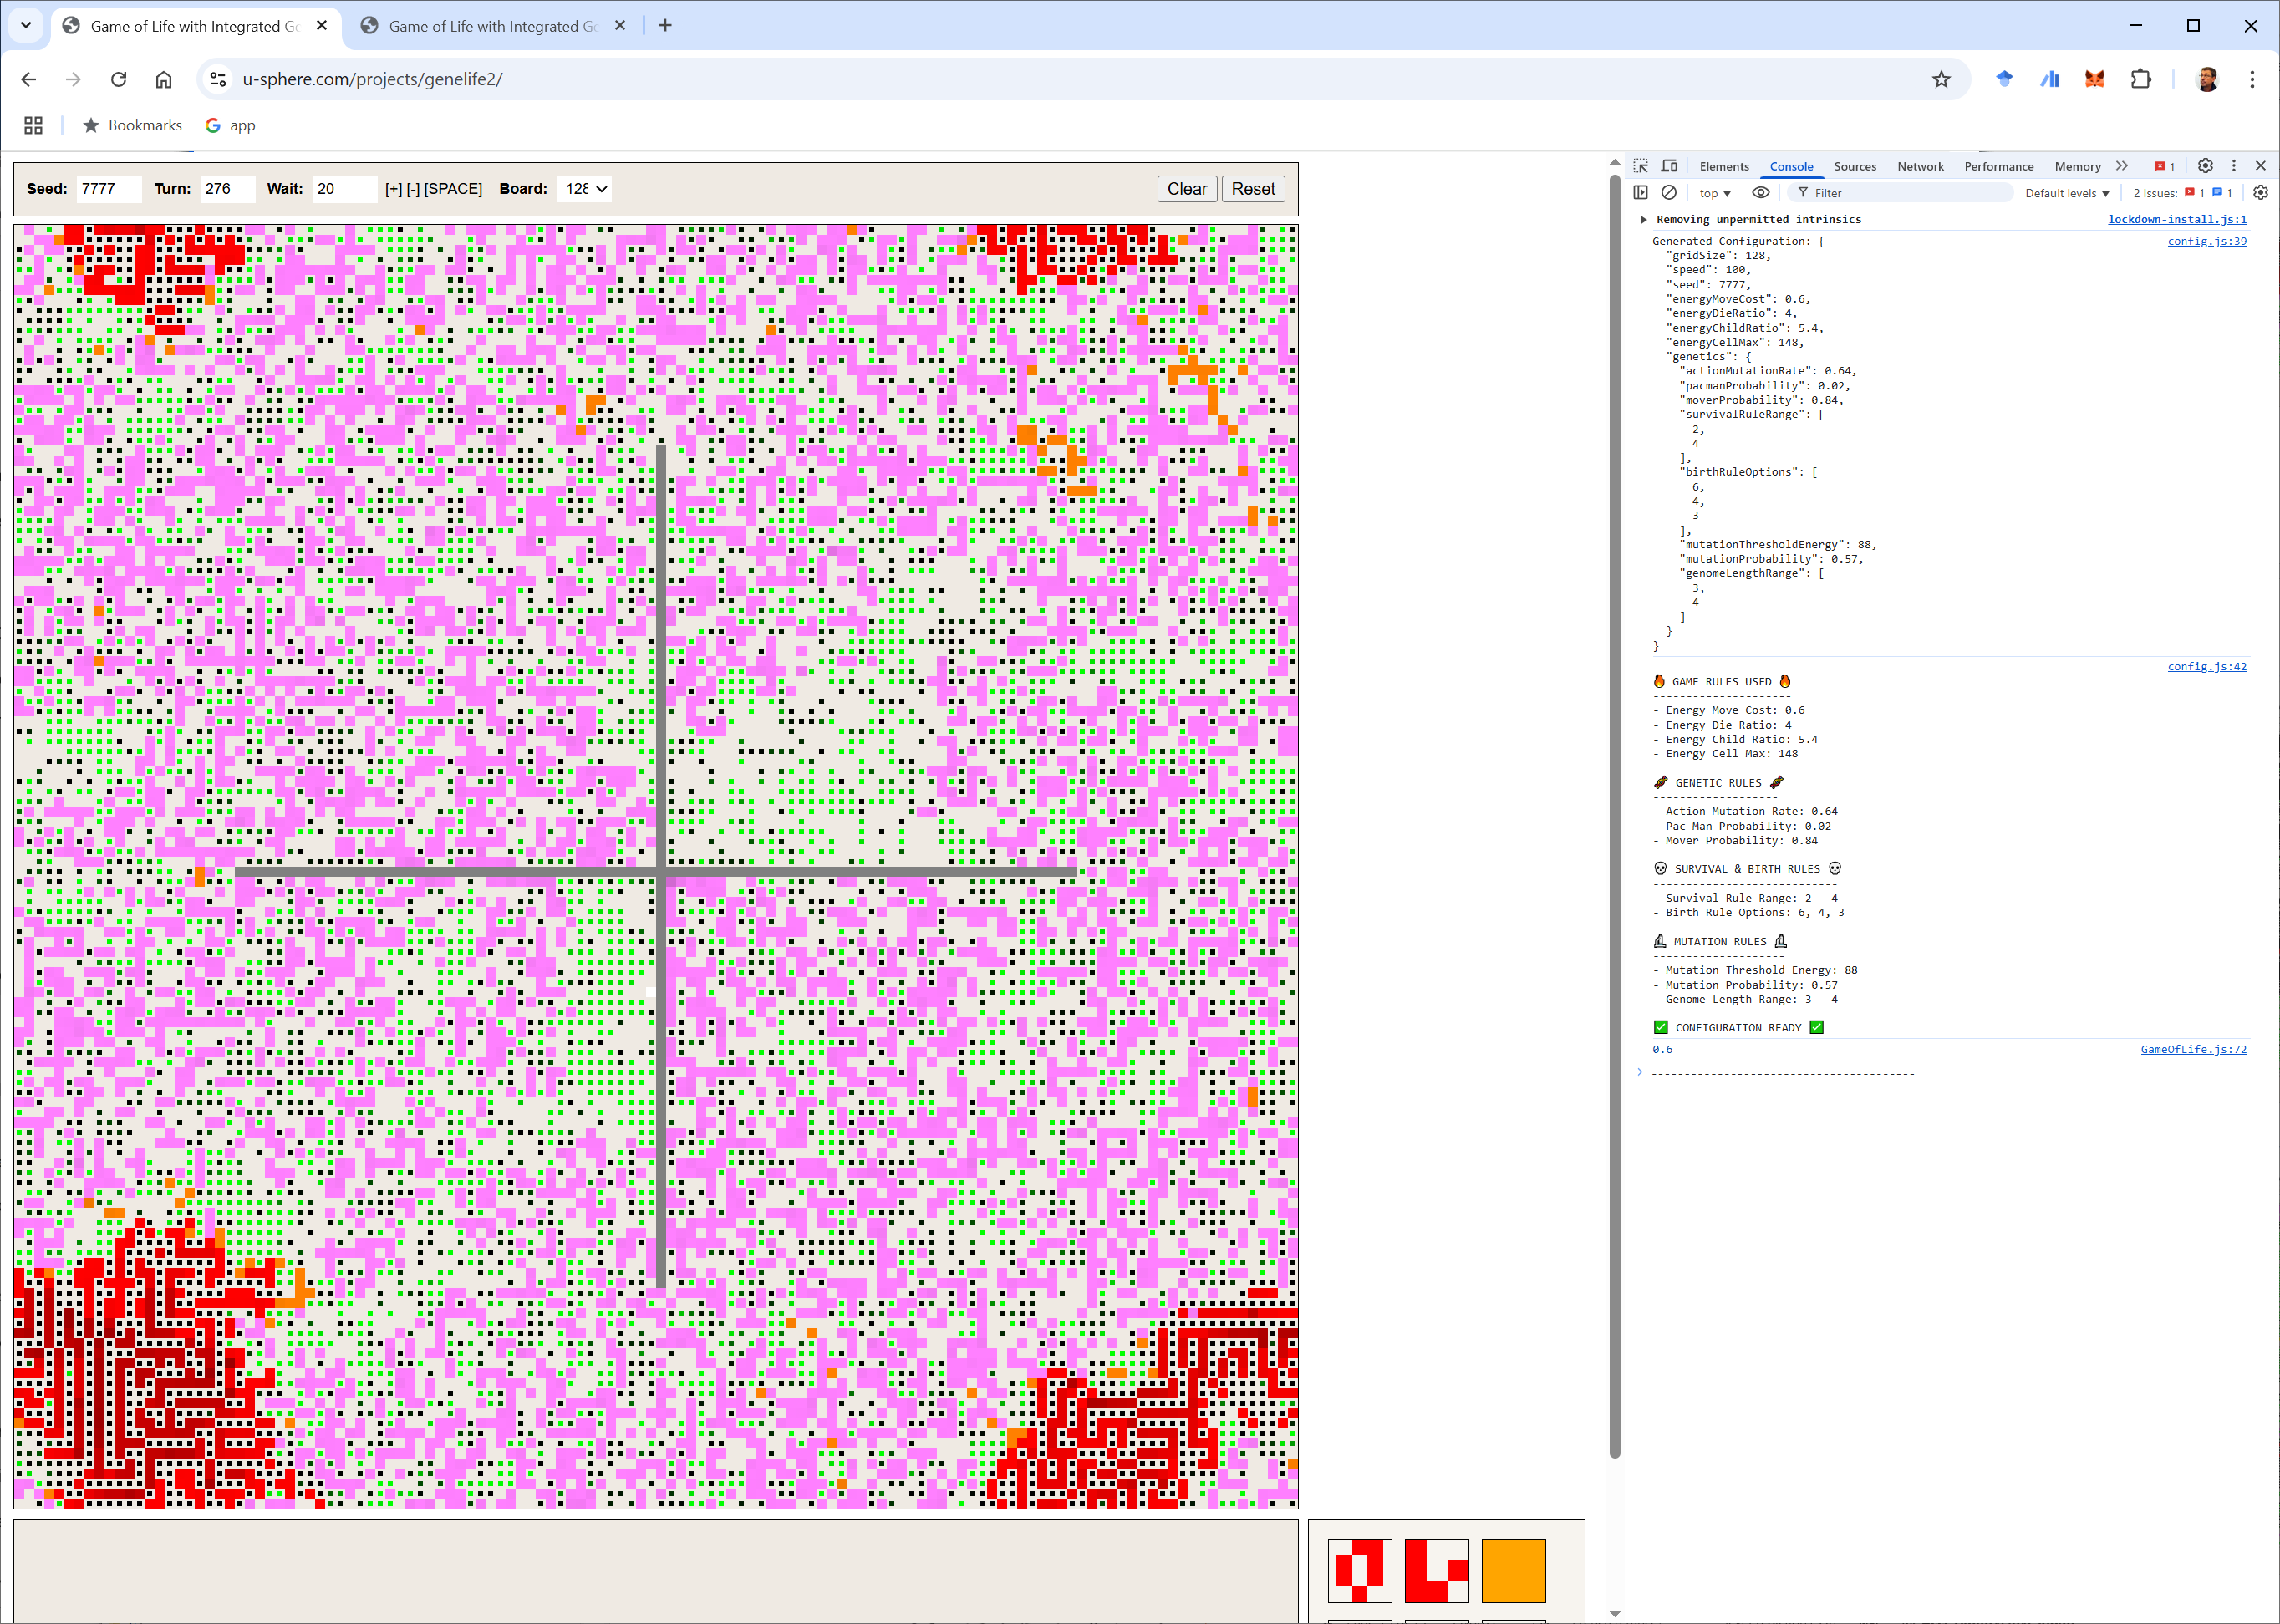 Game of Life with Integrated Ge
Game of Life with Integrated Ge
u-sphere.com/projects/genelife2/
Bookmarks
app
Seed: 7777 Turn: 276 Wait: 20 [+] [-] [SPACE] Board: 128 Clear Reset
Elements Console Sources Network Performance Memory 1
top Filter Default levels 2 Issues: 1 1
Removing unpermitted intrinsics lockdown-install.js:1
Generated Configuration: { config.js:39
"gridSize": 128,
"speed": 100,
"seed": 7777,
"energyMoveCost": 0.6,
"energyDieRatio": 4,
"energyChildRatio": 5.4,
"energyCellMax": 148,
"genetics": {
"actionMutationRate": 0.64,
"pacmanProbability": 0.02,
"moverProbability": 0.84,
"survivalRuleRange": [
2,
4
],
"birthRuleOptions": [
6,
4,
3
],
"mutationThresholdEnergy": 88,
"mutationProbability": 0.57,
"genomeLengthRange": [
3,
4
]
}
}
config.js:42
🔥 GAME RULES USED 🔥
---------------------
- Energy Move Cost: 0.6
- Energy Die Ratio: 4
- Energy Child Ratio: 5.4
- Energy Cell Max: 148
GENETIC RULES
-------------------
- Action Mutation Rate: 0.64
- Pac-Man Probability: 0.02
- Mover Probability: 0.84
SURVIVAL & BIRTH RULES
----------------------------
- Survival Rule Range: 2 - 4
- Birth Rule Options: 6, 4, 3
MUTATION RULES
--------------------
- Mutation Threshold Energy: 88
- Mutation Probability: 0.57
- Genome Length Range: 3 - 4
✅ CONFIGURATION READY ✅
0.6 GameOfLife.js:72
----------------------------------------